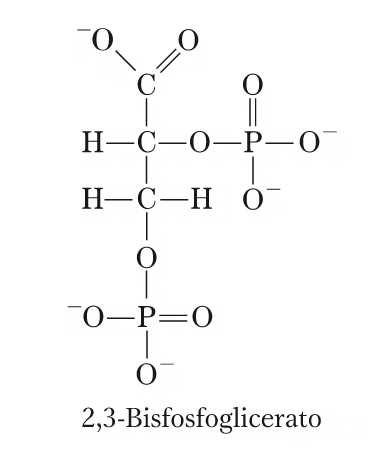 ⁻O O
C O
H—C—O—P—O⁻
H—C—H O⁻
O
⁻O—P=O
O⁻
2,3-Bisfosfoglicerato